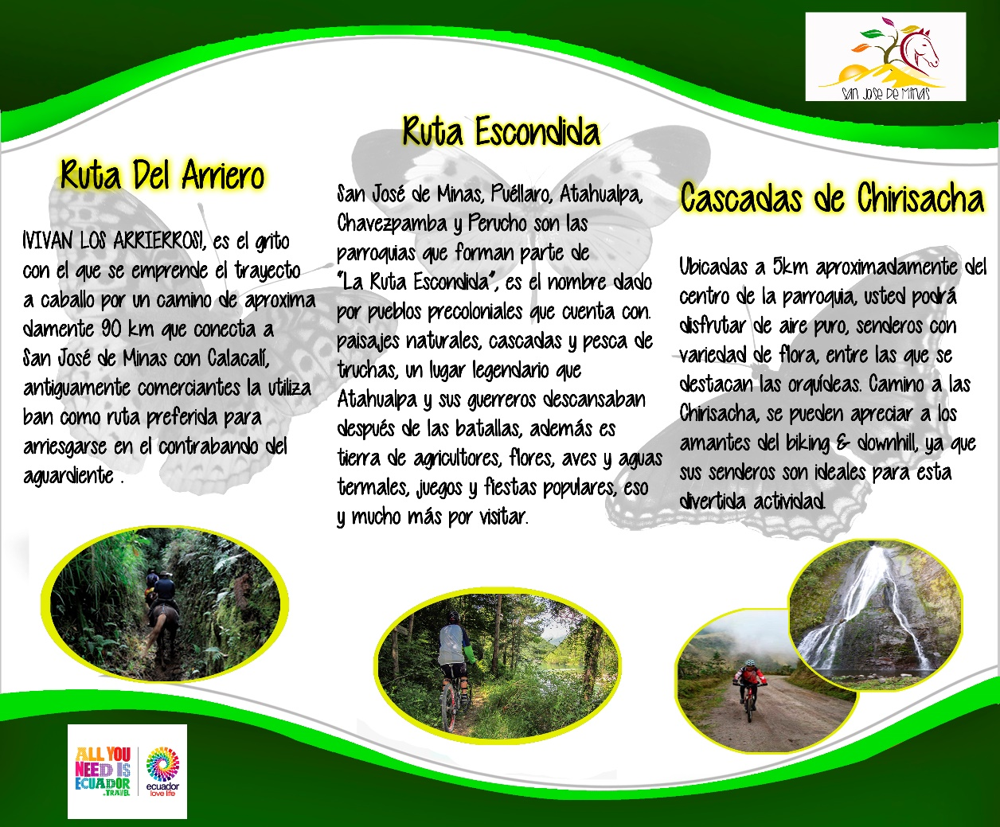 San Jose De Minas
Ruta Del Arriero
¡VIVAN LOS ARRIERROS!, es el grito
con el que se emprende el trayecto
a caballo por un camino de aproxima
damente 90 km que conecta a
San José de Minas con Calacalí,
antiguamente comerciantes la utiliza
ban como ruta preferida para
arriesgarse en el contrabando del
aguardiente .
Ruta Escondida
San José de Minas, Puéllaro, Atahualpa,
Chavezpamba y Perucho son las
parroquias que forman parte de
"La Ruta Escondida", es el nombre dado
por pueblos precoloniales que cuenta con.
paisajes naturales, cascadas y pesca de
truchas, un lugar legendario que
Atahualpa y sus guerreros descansaban
después de las batallas, además es
tierra de agricultores, flores, aves y aguas
termales, juegos y fiestas populares, eso
y mucho más por visitar.
Cascadas de Chirisacha
Ubicadas a 5km aproximadamente del
centro de la parroquia, usted podrá
disfrutar de aire puro, senderos con
variedad de flora, entre las que se
destacan las orquídeas. Camino a las
Chirisacha, se pueden apreciar a los
amantes del biking & downhill, ya que
sus senderos son ideales para esta
divertida actividad.
ALL YOU
NEED IS
ECUADOR
.TRAVEL
ecuador
love life